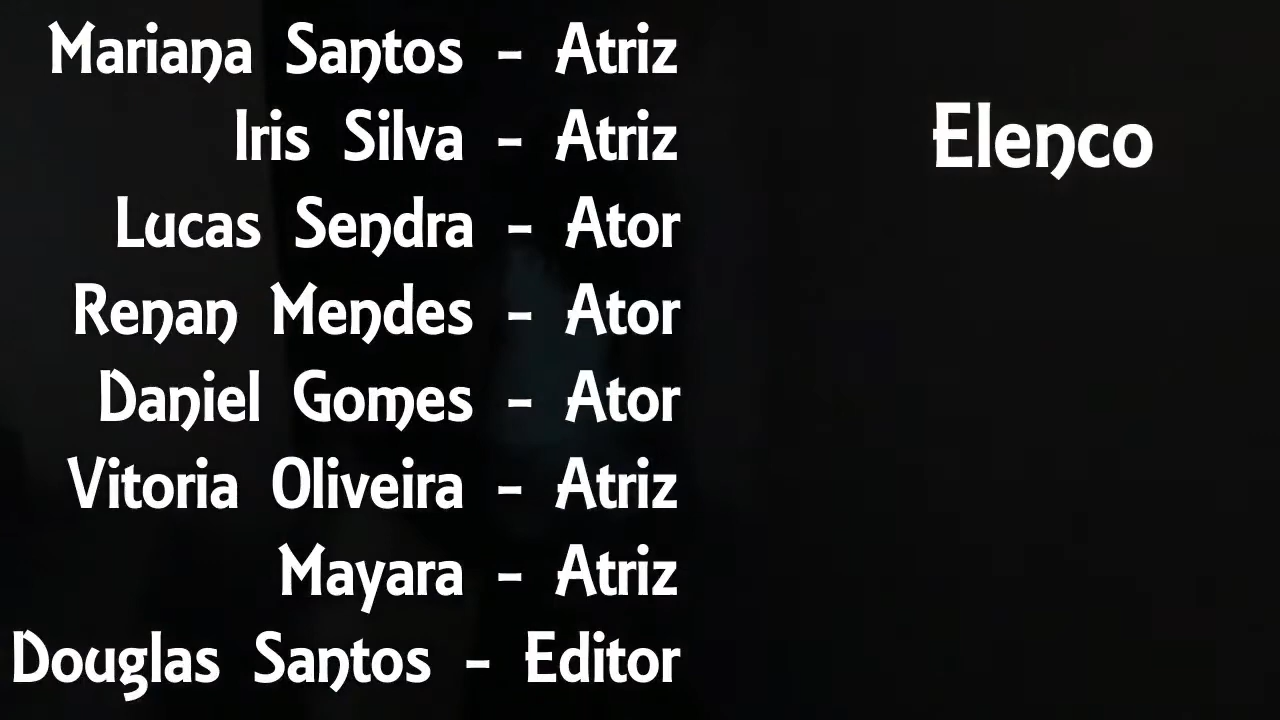 Mariana Santos - Atriz
Iris Silva - Atriz
Lucas Sendra - Ator
Renan Mendes - Ator
Daniel Gomes - Ator
Vitoria Oliveira - Atriz
Mayara - Atriz
Douglas Santos - Editor
Elenco